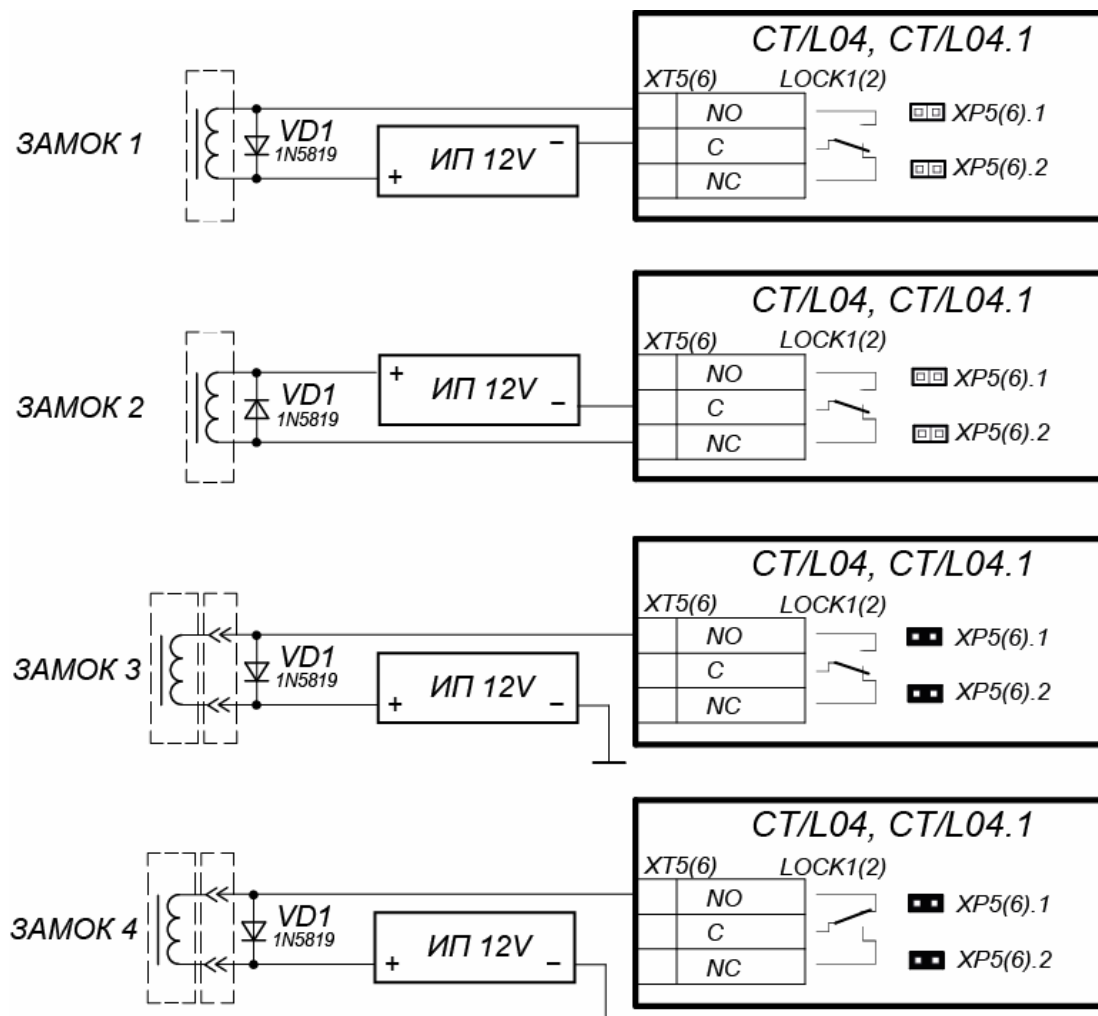 CT/L04, CT/L04.1
XT5(6) LOCK1(2)
ЗАМОК 1
VD1
1N5819
+ ИП 12V −
NO
C
NC
XP5(6).1
XP5(6).2
CT/L04, CT/L04.1
XT5(6) LOCK1(2)
ЗАМОК 2
VD1
1N5819
+ ИП 12V −
NO
C
NC
XP5(6).1
XP5(6).2
CT/L04, CT/L04.1
XT5(6) LOCK1(2)
ЗАМОК 3
VD1
1N5819
+ ИП 12V −
NO
C
NC
XP5(6).1
XP5(6).2
CT/L04, CT/L04.1
XT5(6) LOCK1(2)
ЗАМОК 4
VD1
1N5819
+ ИП 12V −
NO
C
NC
XP5(6).1
XP5(6).2